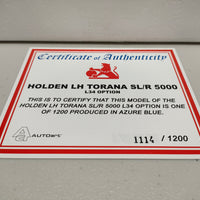 Certificate of Authenticity
HOLDEN LH TORANA SL/R 5000
L34 OPTION
THIS IS TO CERTIFY THAT THIS MODEL OF THE
HOLDEN LH TORANA SL/R 5000 L34 OPTION IS ONE
OF 1200 PRODUCED IN AZURE BLUE.
1114 / 1200